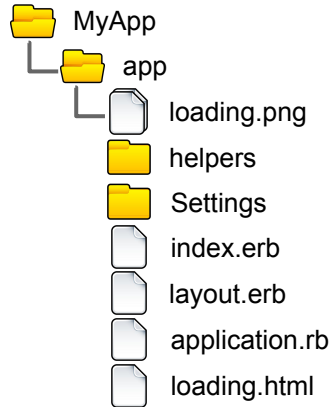 MyApp
app
loading.png
helpers
Settings
index.erb
layout.erb
application.rb
loading.html